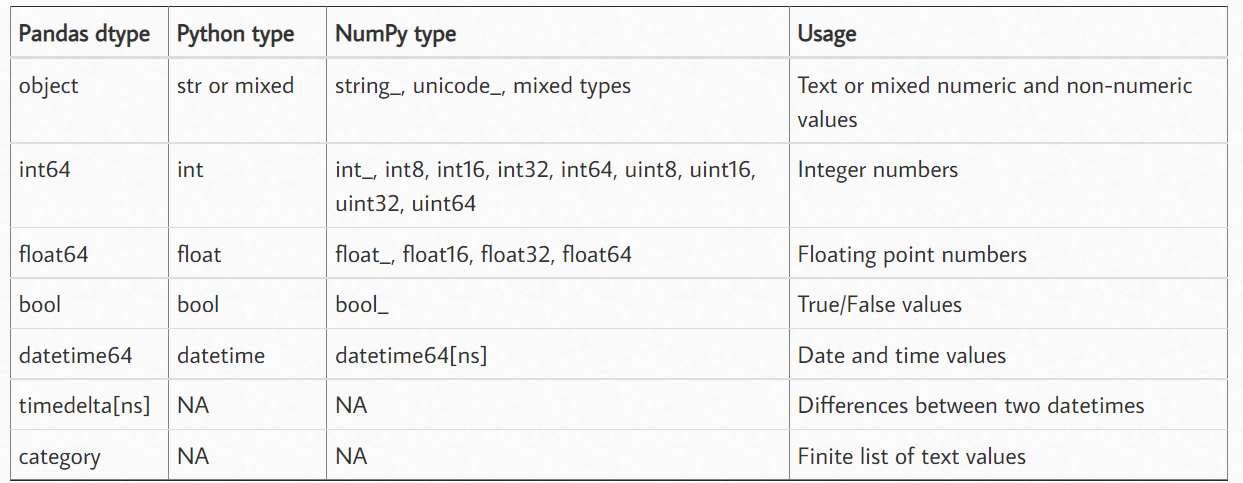 Pandas dtype Python type NumPy type Usage
object str or mixed string_, unicode_, mixed types Text or mixed numeric and non-numeric
values
int64 int int_, int8, int16, int32, int64, uint8, uint16, Integer numbers
uint32, uint64
float64 float float_, float16, float32, float64 Floating point numbers
bool bool bool_ True/False values
datetime64 datetime datetime64[ns] Date and time values
timedelta[ns] NA NA Differences between two datetimes
category NA NA Finite list of text values